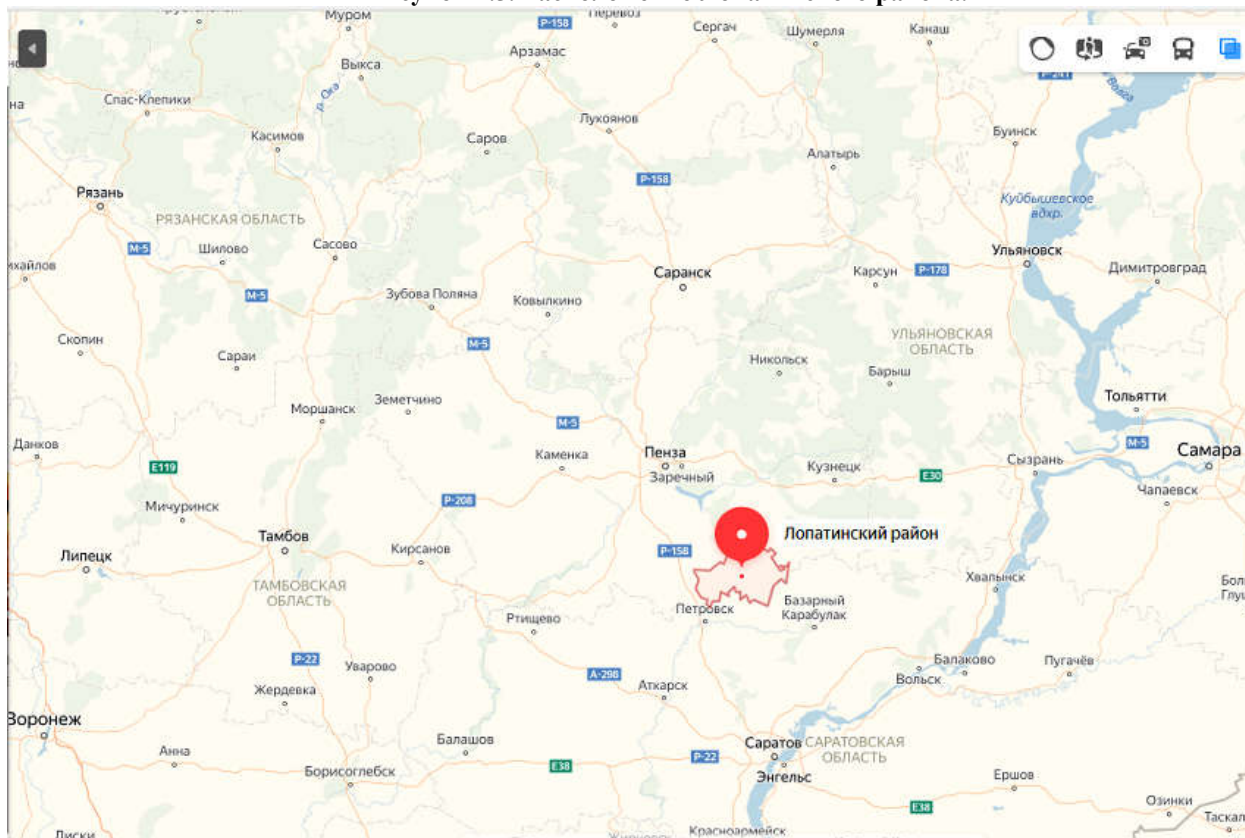 Муром
Р-158
Перевоз
Сергач
Шумерля
Канаш
Арзамас
Выкса
р. Ока
Р-241
Волга
на
Спас-Клепики
Касимов
Саров
Лукоянов
Буинск
Алатырь
Р-158
Рязань
Куйбышевское
вдхр.
РЯЗАНСКАЯ ОБЛАСТЬ
М-5
Шилово
Сасово
Ульяновск
ихайлов
Саранск
Карсун
Р-178
Димитровград
М-5
Зубова Поляна
Ковылкино
Скопин
М-5
УЛЬЯНОВСКАЯ
ОБЛАСТЬ
Сараи
Никольск
Барыш
Моршанск
Земетчино
Тольятти
М-5
Данков
Е119
Каменка
Пенза
Заречный
Кузнецк
Е30
Сызрань
М-5
Самара
Чапаевск
Мичуринск
Р-208
Тамбов
Кирсанов
Р-158
Лопатинский район
Липецк
ТАМБОВСКАЯ
ОБЛАСТЬ
Хвалынск
Петровск
Базарный
Карабулак
Ртищево
Р-22
Уварово
А-298
Балаково
Пугачёв
Вольск
Жердевка
Аткарск
Воронеж
Анна
Балашов
Саратов
САРАТОВСКАЯ
ОБЛАСТЬ
Р-22
Борисоглебск
Е38
Энгельс
Ершов
Е38
Озинки
Красноармейск